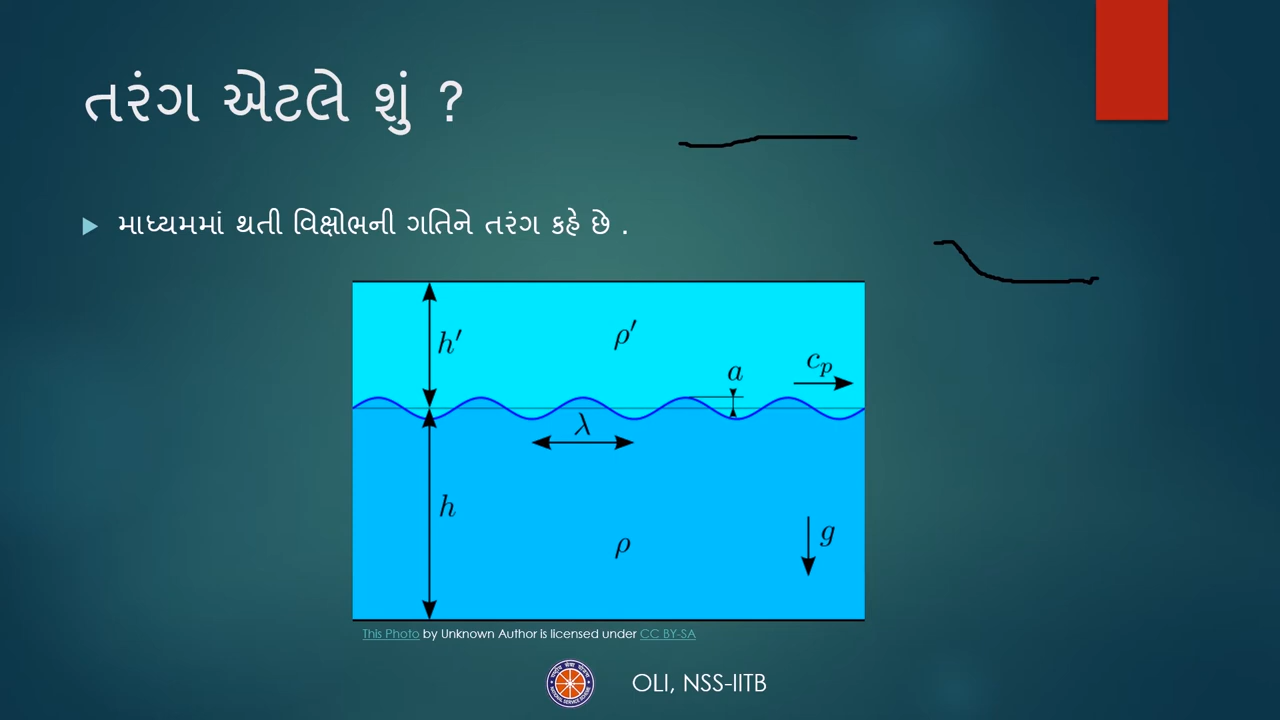 તરંગ એટલે શું ?
માધ્યમમાં થતી વિક્ષોભની ગતિને તરંગ કહે છે .
h′
ρ′
a
c_p
λ
h
ρ
g
This Photo by Unknown Author is licensed under CC BY-SA
OLI, NSS-IITB